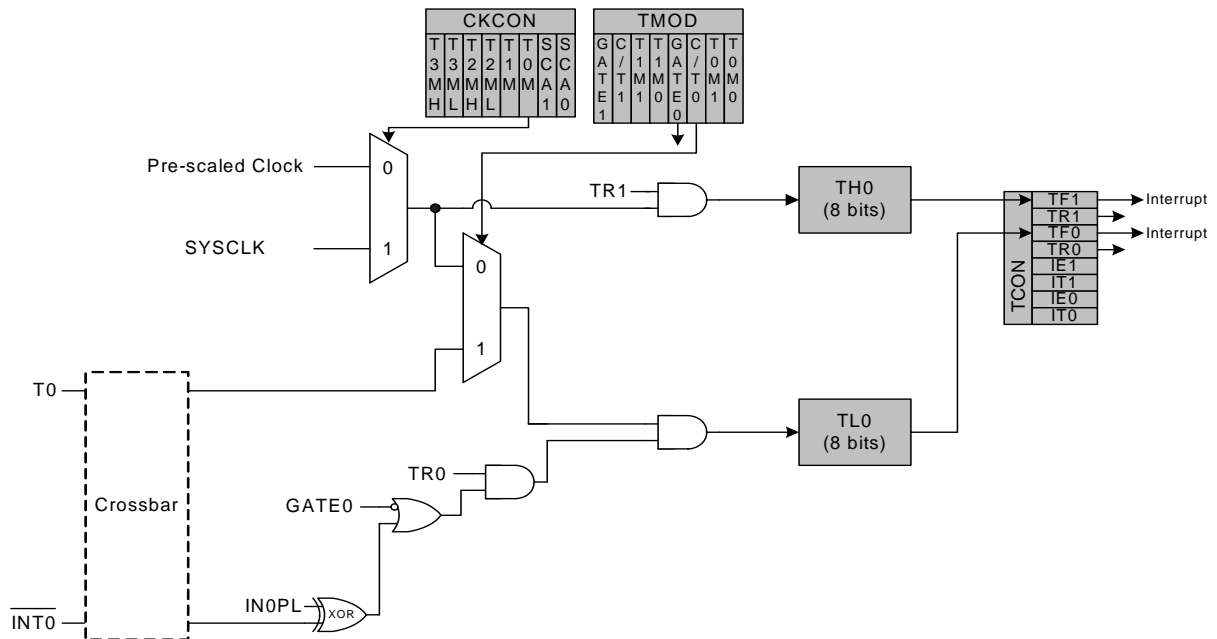 CKCON
T3MH
T3ML
T2MH
T2ML
T1M
T0M
SCA1
SCA0
TMOD
GATE1
C/T1
T1M1
T1M0
GATE0
C/T0
T0M1
T0M0
Pre-scaled Clock
0
SYSCLK
1
TR1
TH0
(8 bits)
TF1
TR1
TF0
TR0
IE1
IT1
IE0
IT0
TCON
Interrupt
Interrupt
0
1
T0
Crossbar
TL0
(8 bits)
TR0
GATE0
IN0PL
XOR
INT0